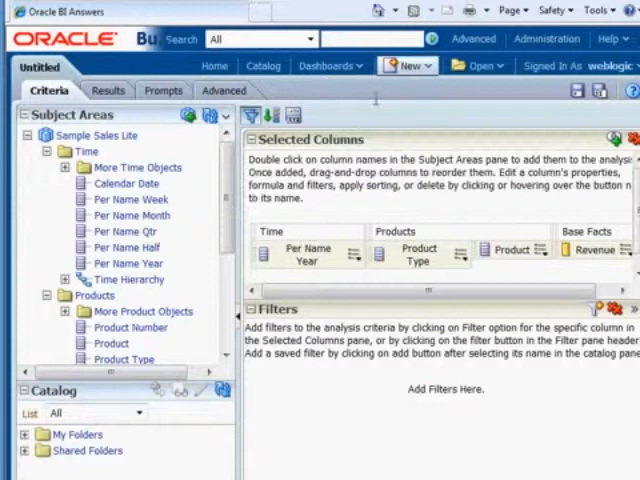 Oracle BI Answers
Page Safety Tools
ORACLE Bu Search All Advanced Administration Help
Untitled Home Catalog Dashboards New Open Signed In As weblogic
Criteria Results Prompts Advanced
Subject Areas
Sample Sales Lite
Time
More Time Objects
Calendar Date
Per Name Week
Per Name Month
Per Name Qtr
Per Name Half
Per Name Year
Time Hierarchy
Products
More Product Objects
Product Number
Product
Product Type
Catalog
List All
My Folders
Shared Folders
Selected Columns
Double click on column names in the Subject Areas pane to add them to the analysi
Once added, drag-and-drop columns to reorder them. Edit a column's properties,
formula and filters, apply sorting, or delete by clicking or hovering over the button n
to its name.
Time Products Base Facts
Per Name Year
Product Type
Product
Revenue
Filters
Add filters to the analysis criteria by clicking on Filter option for the specific column in
the Selected Columns pane, or by clicking on the filter button in the Filter pane header
Add a saved filter by clicking on add button after selecting its name in the catalog pane
Add Filters Here.